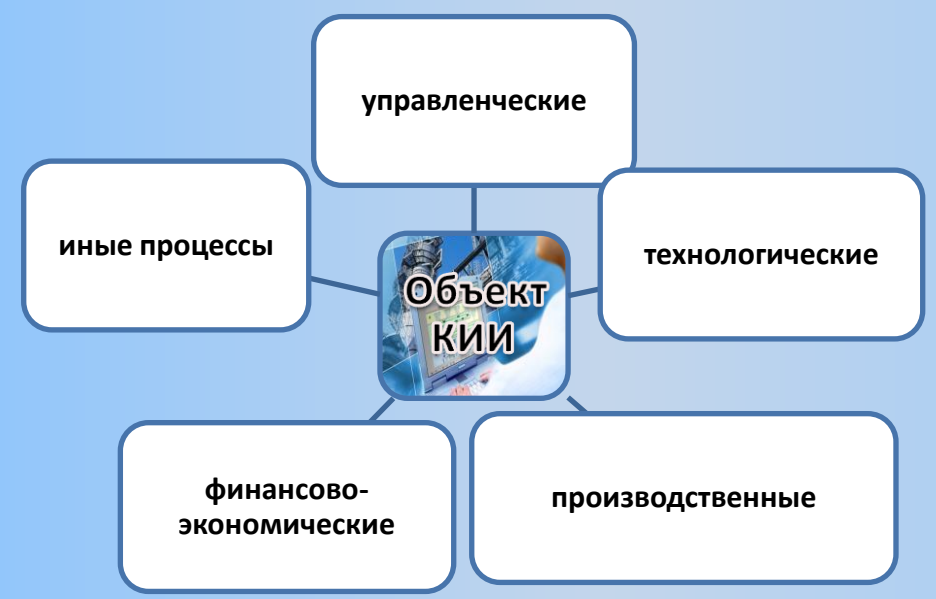 управленческие
иные процессы
технологические
Объект
КИИ
финансово-
экономические
производственные